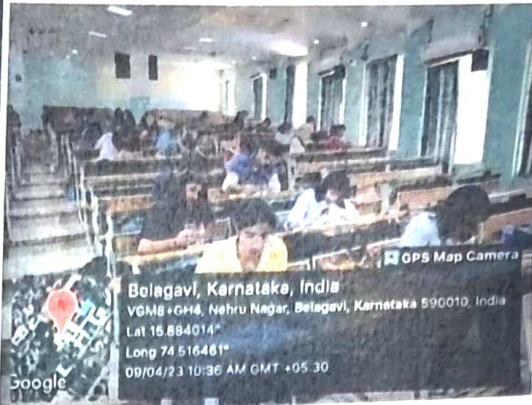 GPS Map Camera
Belagavi, Karnataka, India
VGM8+GH4, Nehru Nagar, Belagavi, Karnataka 590010, India
Lat 15.884014°
Long 74.516461°
09/04/23 10:36 AM GMT +05:30
Google